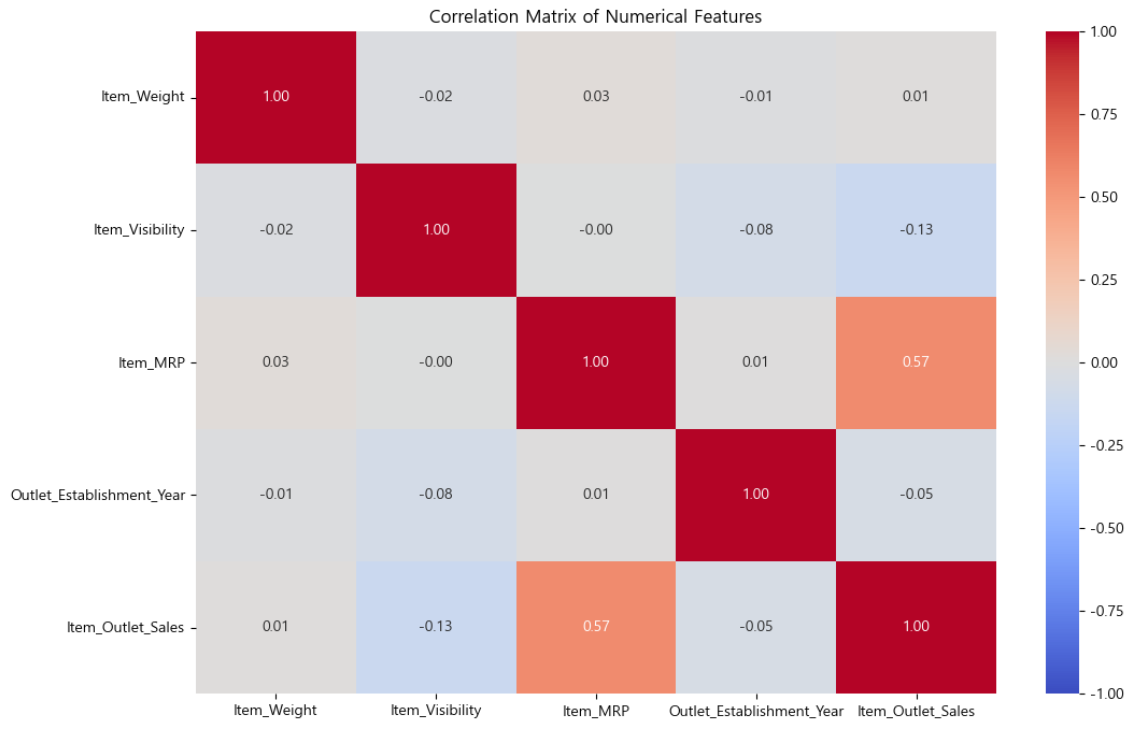 Correlation Matrix of Numerical Features
Item_Weight 1.00 -0.02 0.03 -0.01 0.01
Item_Visibility -0.02 1.00 -0.00 -0.08 -0.13
Item_MRP 0.03 -0.00 1.00 0.01 0.57
Outlet_Establishment_Year -0.01 -0.08 0.01 1.00 -0.05
Item_Outlet_Sales 0.01 -0.13 0.57 -0.05 1.00
Item_Weight Item_Visibility Item_MRP Outlet_Establishment_Year Item_Outlet_Sales
1.00
0.75
0.50
0.25
0.00
-0.25
-0.50
-0.75
-1.00